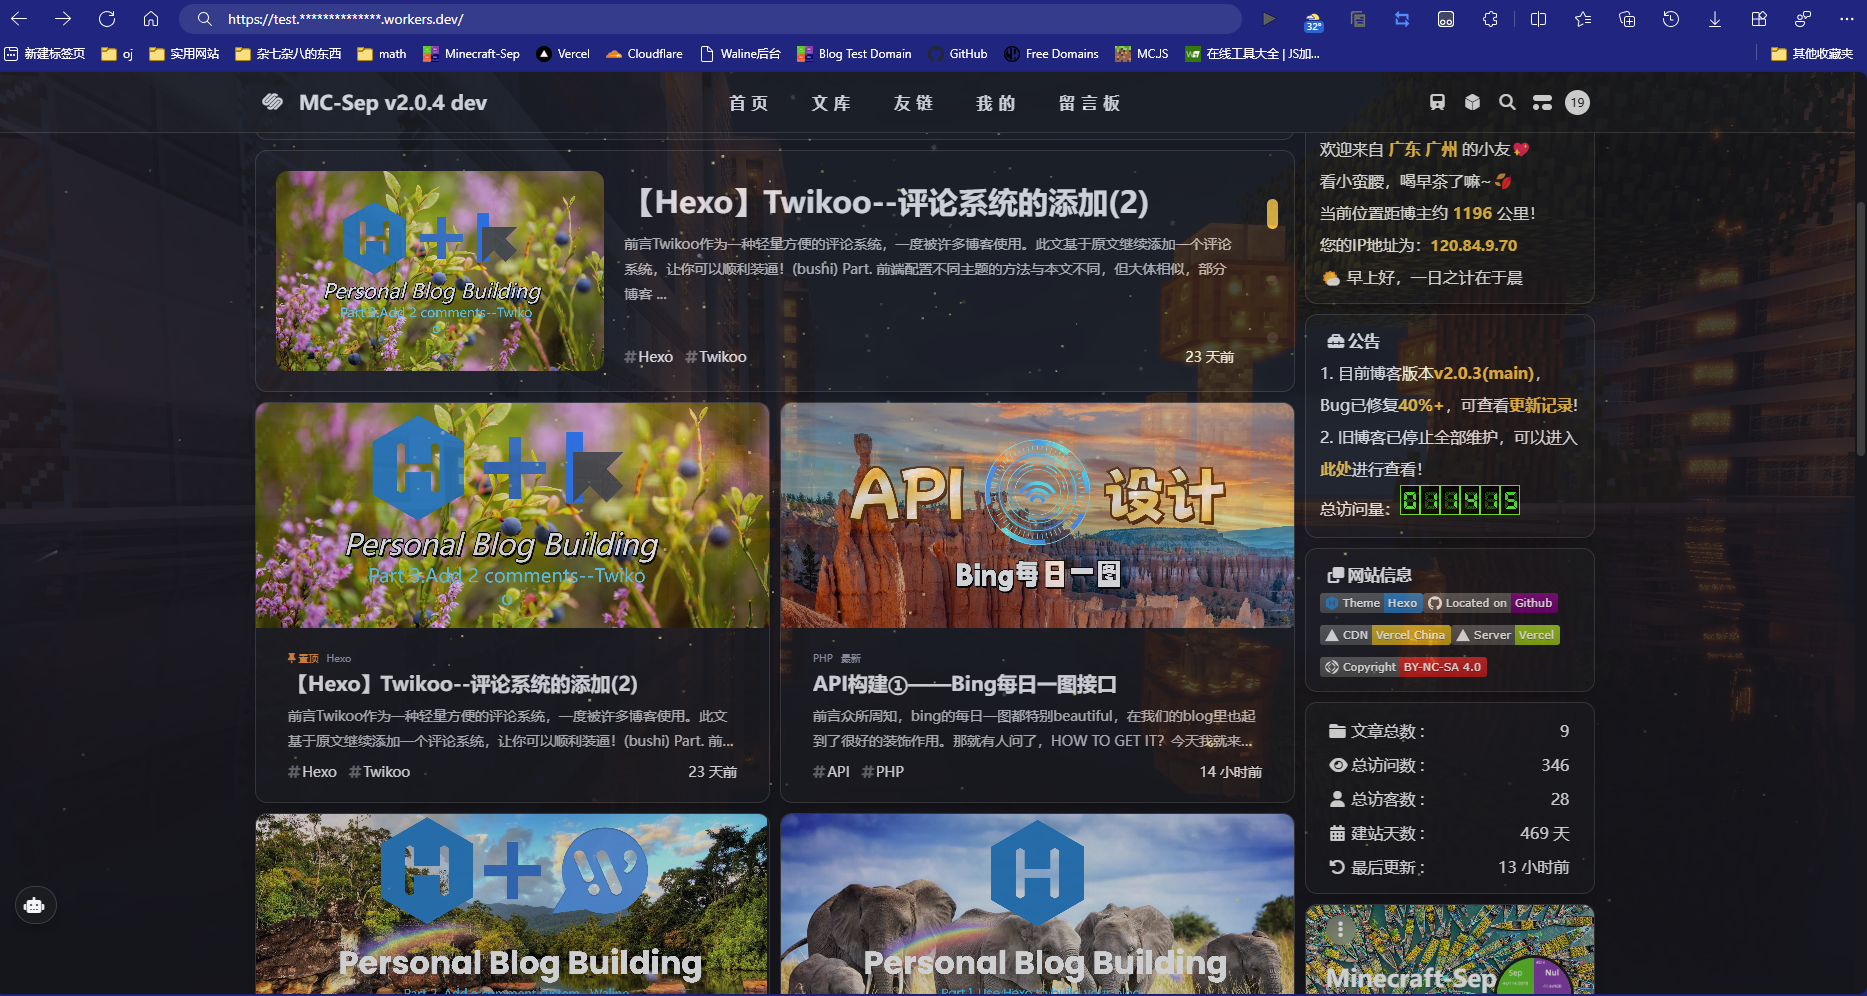 https://test.**************.workers.dev/
32°
新建标签页
oj
实用网站
杂七杂八的东西
math
Minecraft-Sep
Vercel
Cloudflare
Waline后台
Blog Test Domain
GitHub
Free Domains
MCJS
在线工具大全 | JS加...
其他收藏夹
MC-Sep v2.0.4 dev
首页
文库
友链
我的
留言板
19
【Hexo】Twikoo--评论系统的添加(2)
前言Twikoo作为一种轻量方便的评论系统，一度被许多博客使用。此文基于原文继续添加一个评论
系统，让你可以顺利装逼！(bushi) Part. 前端配置不同主题的方法与本文不同，但大体相似，部分
博客 ...
#Hexo #Twikoo
23 天前
Personal Blog Building
Part 3:Add 2 comments--Twiko
o
Personal Blog Building
Part 3:Add 2 comments--Twiko
o
置顶 Hexo
【Hexo】Twikoo--评论系统的添加(2)
前言Twikoo作为一种轻量方便的评论系统，一度被许多博客使用。此文
基于原文继续添加一个评论系统，让你可以顺利装逼！(bushi) Part. 前...
#Hexo #Twikoo
23 天前
API 设计
Bing每日一图
PHP 最新
API构建①——Bing每日一图接口
前言众所周知，bing的每日一图都特别beautiful，在我们的blog里也起
到了很好的装饰作用。那就有人问了，HOW TO GET IT？今天我就来...
#API #PHP
14 小时前
Personal Blog Building
Personal Blog Building
欢迎来自 广东 广州 的小友💖
看小蛮腰，喝早茶了嘛~🍂
当前位置距博主约 1196 公里！
您的IP地址为：120.84.9.70
🌤️ 早上好，一日之计在于晨
公告
1. 目前博客版本v2.0.3(main)，
Bug已修复40%+，可查看更新记录!
2. 旧博客已停止全部维护，可以进入
此处进行查看！
总访问量：011415
网站信息
Theme Hexo Located on Github
CDN Vercel_China Server Vercel
Copyright BY-NC-SA 4.0
文章总数： 9
总访问数： 346
总访客数： 28
建站天数： 469 天
最后更新： 13 小时前
Minecraft-Sep
Sep
Nui